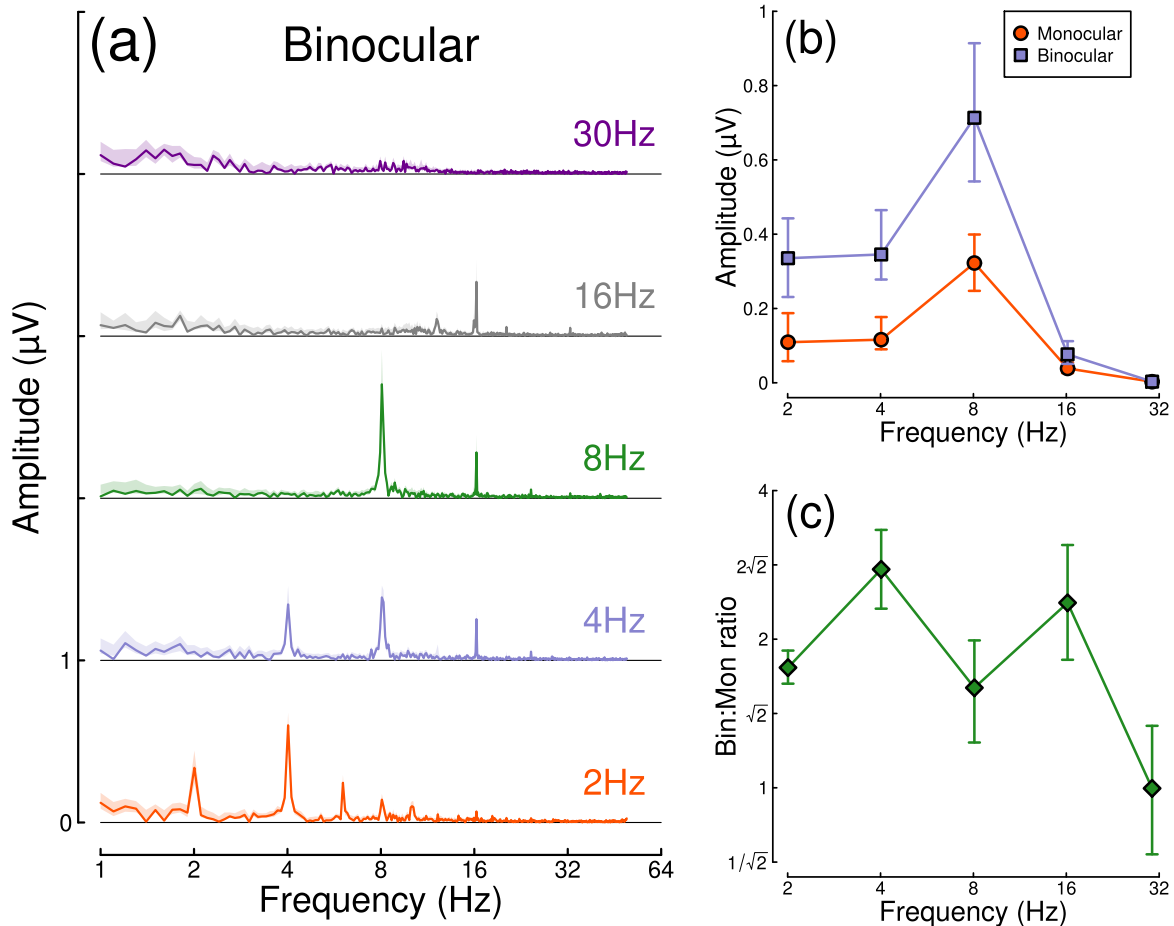 (a)
Binocular
30Hz
16Hz
8Hz
4Hz
2Hz
Amplitude (µV)
1
0
1 2 4 8 16 32 64
Frequency (Hz)
(b)
Monocular
Binocular
Amplitude (µV)
1
0.8
0.6
0.4
0.2
0
2 4 8 16 32
Frequency (Hz)
(c)
Bin:Mon ratio
4
2√2
2
√2
1
1/√2
2 4 8 16 32
Frequency (Hz)